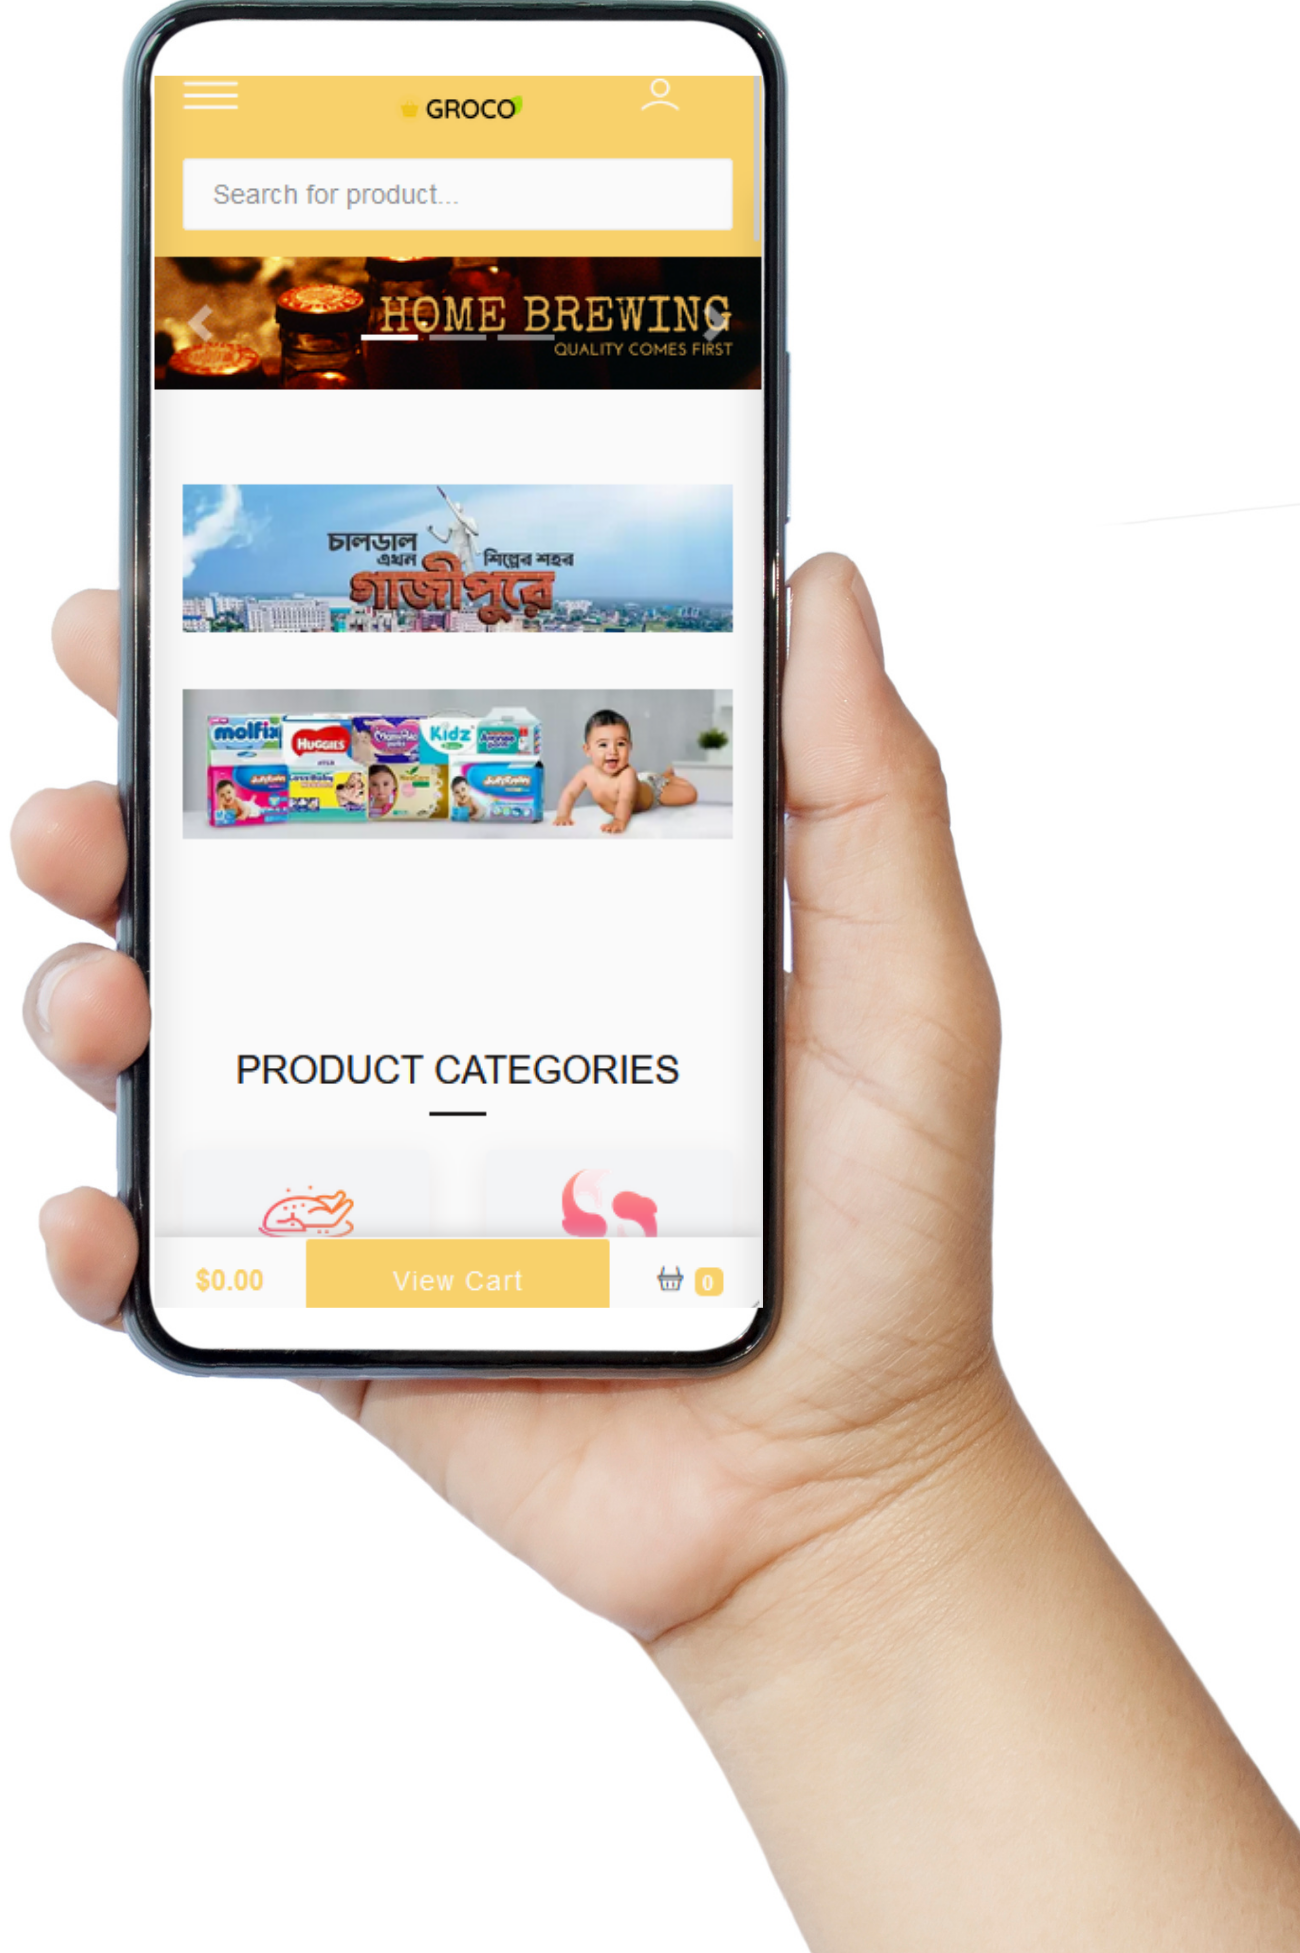 GROCO
Search for product...
HOME BREWING
QUALITY COMES FIRST
চালডাল
এখন
শিল্পের শহর
গাজীপুরে
molfix
HUGGIES
Kidz
PRODUCT CATEGORIES
$0.00
View Cart
0